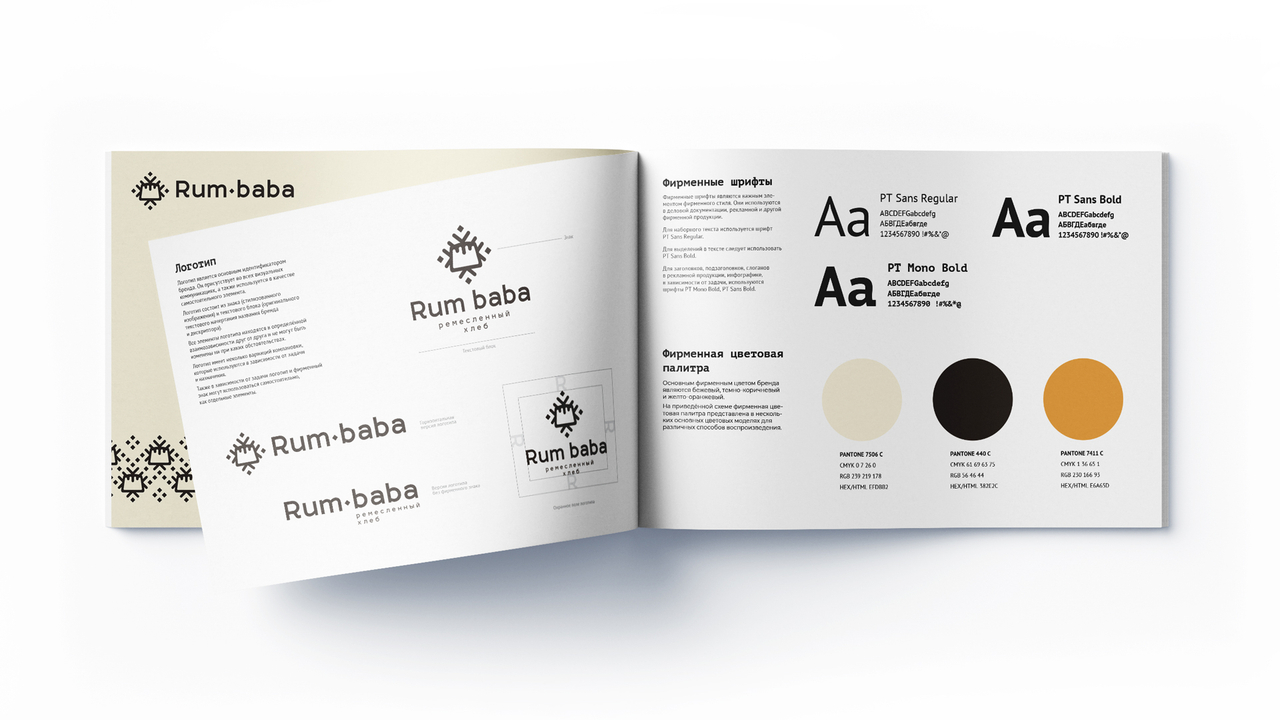 Rum·baba
Логотип
Логотип является основным идентификатором
бренда. Он присутствует во всех визуальных
коммуникациях, а также используется в качестве
самостоятельного элемента.
Логотип состоит из знака (стилизованного
изображения) и текстового блока (оригинального
текстового начертания названия бренда
и дескриптора).
Все элементы логотипа находятся в определённой
взаимозависимости друг от друга и не могут быть
изменены ни при каких обстоятельствах.
Логотип имеет несколько вариаций компоновки,
которые используются в зависимости от задачи
и назначения.
Также в зависимости от задачи логотип и фирменный
знак могут использоваться самостоятельно,
как отдельные элементы.
Знак
Rum baba
ремесленный
хлеб
Текстовый блок
Rum·baba
Горизонтальная
версия логотипа
Rum·baba
ремесленный
хлеб
Версия логотипа
без фирменного знака
R
R
R
R
Rum baba
ремесленный
хлеб
Охранное поле логотипа
Фирменные шрифты
Фирменные шрифты являются важным эле-
ментом фирменного стиля. Они используются
в деловой документации, рекламной и другой
фирменной продукции.
Для наборного текста используется шрифт
PT Sans Regular.
Для выделений в тексте следует использовать
PT Sans Bold.
Для заголовков, подзаголовков, слоганов
в рекламной продукции, инфографики,
в зависимости от задачи, используются
шрифты PT Mono Bold, PT Sans Bold.
Aa
PT Sans Regular
ABCDEFGabcdefg
АБВГДЕабвгде
1234567890 !#%&°@
Aa
PT Sans Bold
ABCDEFGabcdefg
АБВГДЕабвгде
1234567890 !#%&°@
Aa
PT Mono Bold
ABCDEFGabcdefg
АБВГДЕабвгде
1234567890 !#%&*@
Фирменная цветовая
палитра
Основным фирменным цветом бренда
являются бежевый, темно-коричневый
и желто-оранжевый.
На приведённой схеме фирменная цве-
товая палитра представлена в несколь-
ких основных цветовых моделях для
различных способов воспроизведения.
PANTONE 7506 C
CMYK 0 7 26 0
RGB 239 219 178
HEX/HTML EFDBB2
PANTONE 440 C
CMYK 61 69 63 75
RGB 56 46 44
HEX/HTML 382E2C
PANTONE 7411 C
CMYK 1 36 65 1
RGB 230 166 93
HEX/HTML E6A65D